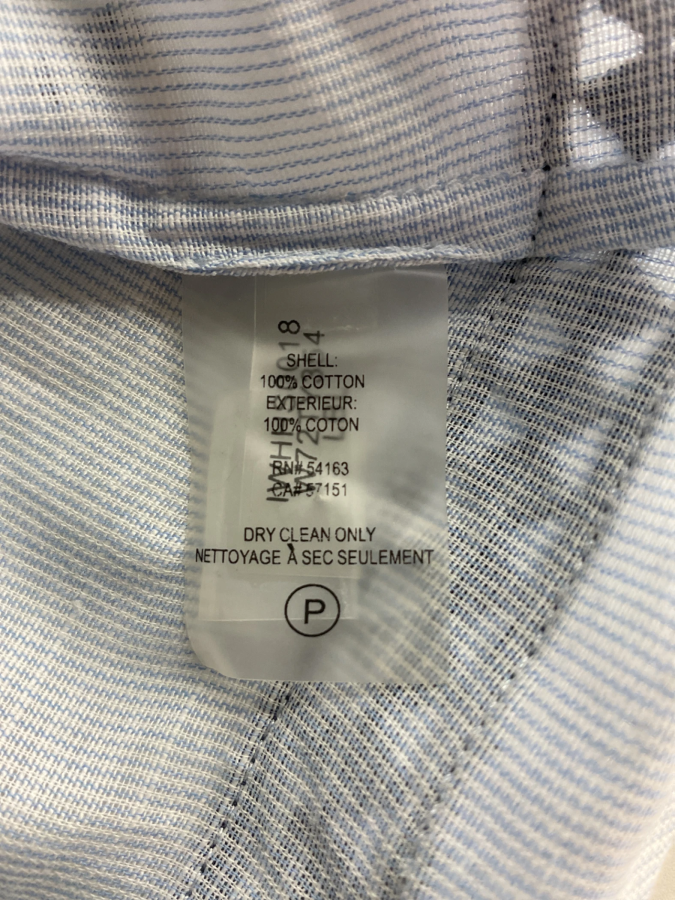 SHELL:
100% COTTON
EXTERIEUR:
100% COTON
RN# 54163
CA# 57151
DRY CLEAN ONLY
NETTOYAGE À SEC SEULEMENT
P